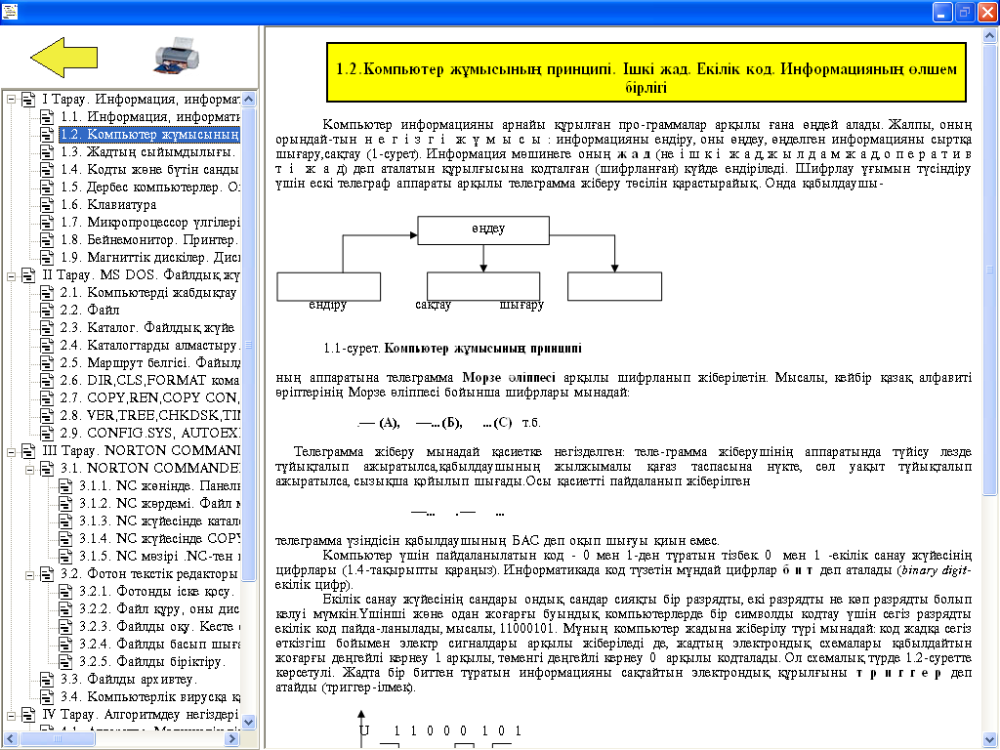 І Тарау. Информация, информат
1.1. Информация, информати
1.2. Компьютер жұмысының
1.3. Жадтың сыйымдылығы.
1.4. Кодты және бүтін санды
1.5. Дербес компьютерлер. О
1.6. Клавиатура
1.7. Микропроцессор үлгілері
1.8. Бейнемонитор. Принтер.
1.9. Магниттік дискілер. Дис
ІІ Тарау. MS DOS. Файлдық жү
2.1. Компьютерді жабдықтау
2.2. Файл
2.3. Каталог. Файлдық жүйе
2.4. Каталогтарды алмастыру.
2.5. Маршрут белгісі. Файыл
2.6. DIR,CLS,FORMAT кома
2.7. COPY,REN,COPY CON,
2.8. VER,TREE,CHKDSK,TI
2.9. CONFIG.SYS, AUTOEX
ІІІ Тарау. NORTON COMMAN
3.1. NORTON COMMANDE
3.1.1. NC жөнінде. Панель
3.1.2. NC жәрдемі. Файл м
3.1.3. NC жүйесінде катал
3.1.4. NC жүйесінде COPY
3.1.5. NC мәзірі .NC-тен
3.2. Фотон текстік редакторы
3.2.1. Фотонды іске қосу.
3.2.2. Файл құру, оны дис
3.2.3. Файлды оқу. Кесте
3.2.4. Файлды басып шыға
3.2.5. Файлды біріктіру.
3.3. Файлды архивтеу.
3.4. Компьютерлік вирусқа қ
IV Тарау. Алгоритмдеу негіздері
1.2.Компьютер жұмысының принципі. Ішкі жад. Екілік код. Информацияның өлшем
бірлігі
Компьютер информацияны арнайы құрылған про-граммалар арқылы ғана өңдей алады. Жалпы, оның
орындай-тын н е г і з г і ж ұ м ы с ы : информацияны ендіру, оны өңдеу, өңделген информацияны сыртқа
шығару,сақтау (1-сурет). Информация мәшинеге оның ж а д (не і ш к і ж а д,ж ы л д а м ж а д,о п е р а т и в
т і ж а д) деп аталатын құрылғысына кодталған (шифрланған) күйде ендіріледі. Шифрлау ұғымын түсіндіру
үшін ескі телеграф аппараты арқылы телеграмма жіберу тәсілін қарастырайық. Онда қабылдаушы-
өңдеу
ендіру сақтау шығару
1.1-сурет. Компьютер жұмысының принципі
ның аппаратына телеграмма Морзе әліппесі арқылы шифрланып жіберілетін. Мысалы, кейбір қазақ алфавиті
әріптерінің Морзе әліппесі бойынша шифрлары мынадай:
.— (А), —...(Б), ...(С) т.б.
Телеграмма жіберу мынадай қасиетке негізделген: теле-грамма жіберушінің аппаратында түйісу лезде
тұйықталып ажыратылса,қабылдаушының жылжымалы қағаз таспасына нүкте, сәл уақыт тұйықталып
ажыратылса, сызықша қойылып шығады.Осы қасиетті пайдаланып жіберілген
—... .— ...
телеграмма үзіндісін қабылдаушының БАС деп оқып шығуы қиын емес.
Компьютер үшін пайдаланылатын код - 0 мен 1-ден тұратын тізбек. 0 мен 1 -екілік санау жүйесінің
цифрлары (1.4-тақырыпты қараңыз). Информатикада код түзетін мұндай цифрлар б и т деп аталады (binary digit-
екілік цифр).
Екілік санау жүйесінің сандары ондық сандар сияқты бір разрядты, екі разрядты не көп разрядты болып
келуі мүмкін.Үшінші және одан жоғарғы буындық компьютерлерде бір символды кодтау үшін сегіз разрядты
екілік код пайда-ланылады, мысалы, 11000101. Мұның компьютер жадына жіберілу түрі мынадай: код жадқа сегіз
өткізгіш бойымен электр сигналдары арқылы жіберіледі де, жадтың электрондық схемалары қабылдайтын
жоғарғы деңгейлі кернеу 1 арқылы, төменгі деңгейлі кернеу 0 арқылы кодталады. Ол схемалық түрде 1.2-суретте
көрсетулі. Жадта бір биттен тұратын информацияны сақтайтын электрондық құрылғыны т р и г г е р деп
атайды (триггер-ілмек).
U 1 1 0 0 0 1 0 1